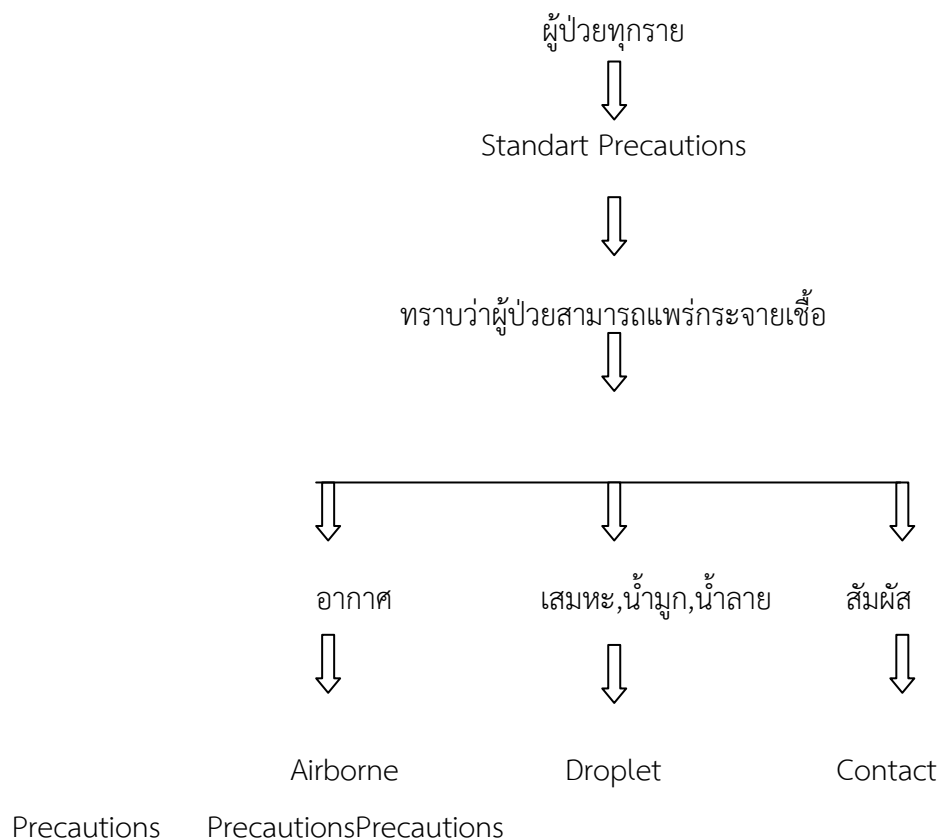 ผู้ป่วยทุกราย
Standart Precautions
ทราบว่าผู้ป่วยสามารถแพร่กระจายเชื้อ
อากาศ เสมหะ,น้ำมูก,น้ำลาย สัมผัส
Airborne Droplet Contact
Precautions PrecautionsPrecautions